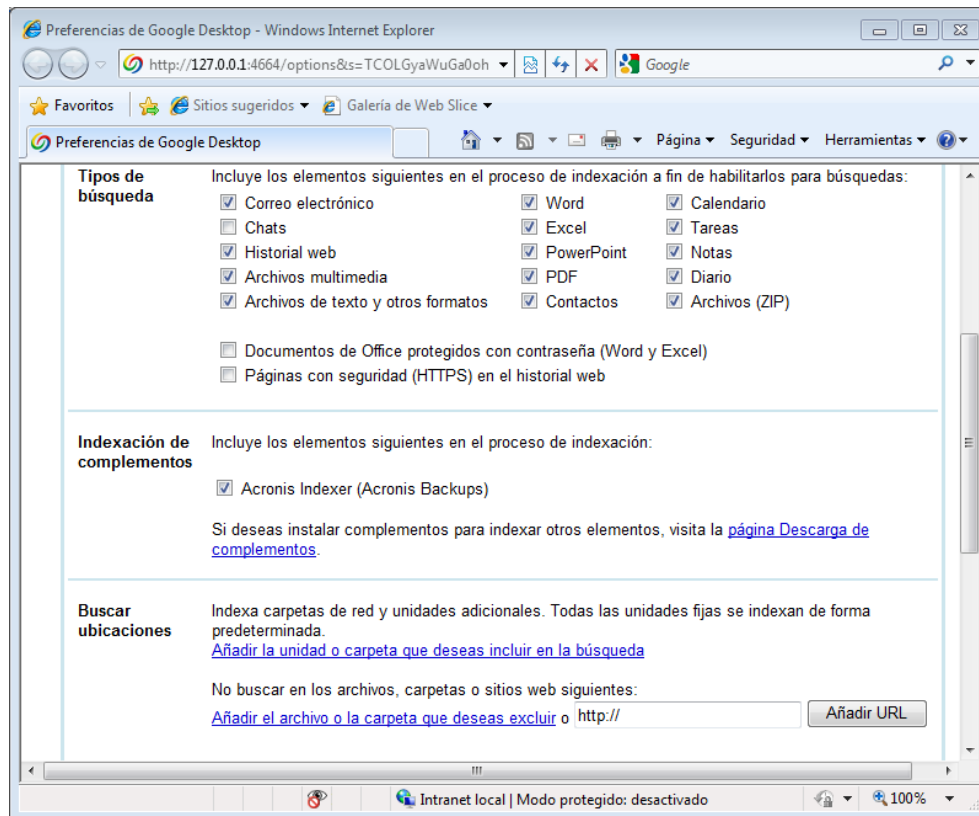 Preferencias de Google Desktop - Windows Internet Explorer
http://127.0.0.1:4664/options&s=TCOLGyaWuGa0oh
Google
Favoritos
Sitios sugeridos
Galería de Web Slice
Preferencias de Google Desktop
Página
Seguridad
Herramientas
Tipos de búsqueda
Incluye los elementos siguientes en el proceso de indexación a fin de habilitarlos para búsquedas:
Correo electrónico Word Calendario
Chats Excel Tareas
Historial web PowerPoint Notas
Archivos multimedia PDF Diario
Archivos de texto y otros formatos Contactos Archivos (ZIP)
Documentos de Office protegidos con contraseña (Word y Excel)
Páginas con seguridad (HTTPS) en el historial web
Indexación de complementos
Incluye los elementos siguientes en el proceso de indexación:
Acronis Indexer (Acronis Backups)
Si deseas instalar complementos para indexar otros elementos, visita la página Descarga de
complementos.
Buscar ubicaciones
Indexa carpetas de red y unidades adicionales. Todas las unidades fijas se indexan de forma
predeterminada.
Añadir la unidad o carpeta que deseas incluir en la búsqueda
No buscar en los archivos, carpetas o sitios web siguientes:
Añadir el archivo o la carpeta que deseas excluir o http:// Añadir URL
Intranet local | Modo protegido: desactivado
100%